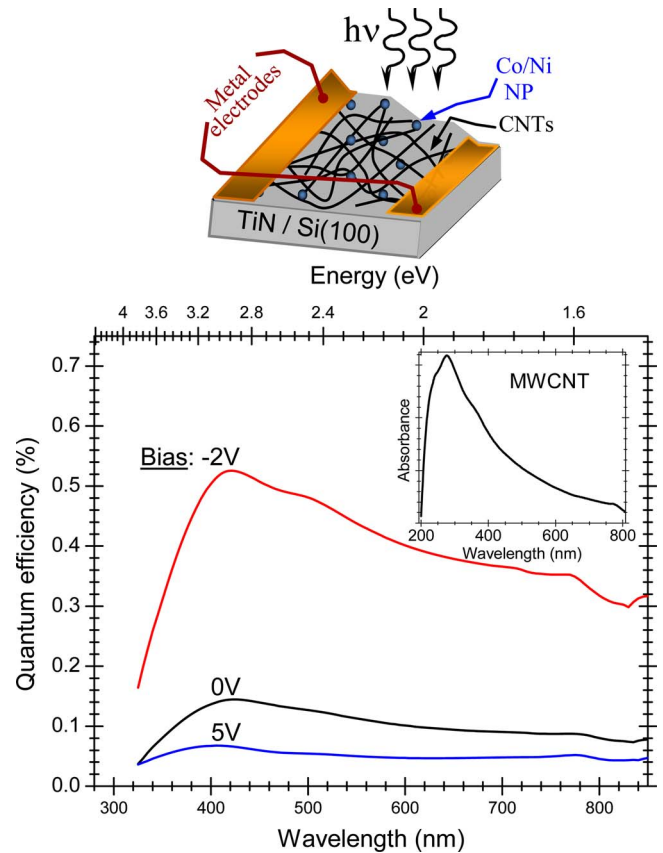 hν
Co/Ni
NP
CNTs
Metal
electrodes
TiN / Si(100)
Energy (eV)
4 3.6 3.2 2.8 2.4 2 1.6
0.7
0.6
0.5
0.4
0.3
0.2
0.1
0.0
Quantum efficiency (%)
Bias: -2V
0V
5V
MWCNT
Absorbance
200 400 600 800
Wavelength (nm)
300 400 500 600 700 800
Wavelength (nm)